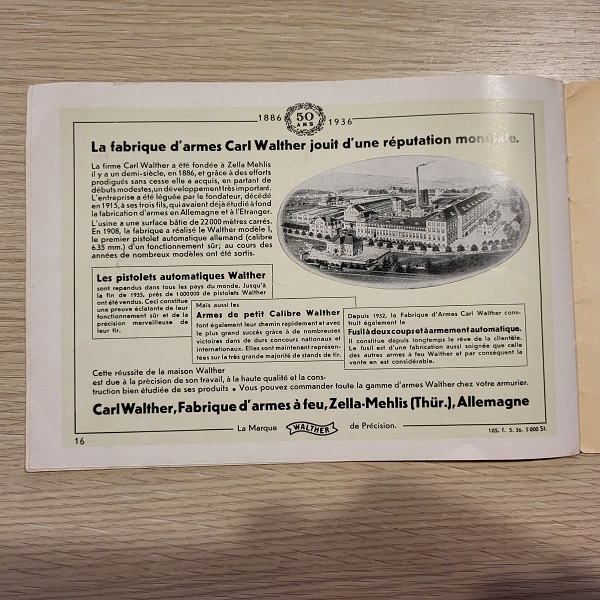 1886 50 ANS 1936
La fabrique d'armes Carl Walther jouit d'une réputation mondiale.
La firme Carl Walther a été fondée à Zella Mehlis
il y a un demi-siècle, en 1886, et grâce à des efforts
prodigués sans cesse elle a acquis, en partant de
débuts modestes, un développement très important.
L'entreprise a été léguée par le fondateur, décédé
en 1915, à ses trois fils, qui avaient déjà étudié à fond
la fabrication d'armes en Allemagne et à l'Etranger.
L'usine a une surface bâtie de 22000 mètres carrés.
En 1908, la fabrique a réalisé le Walther modèle I,
le premier pistolet automatique allemand (calibre
6.35 mm.) d'un fonctionnement sûr; au cours des
années de nombreux modèles ont été sortis.
Les pistolets automatiques Walther
sont repandus dans tous les pays du monde. Jusqu'à
la fin de 1935, près de 1 000 000 de pistolets Walther
ont été vendus. Ceci constitue
une preuve éclatante de leur
fonctionnement sûr et de la
précision merveilleuse de
leur tir.
Mais aussi les
Armes de petit Calibre Walther
font également leur chemin rapidement et avec
le plus grand succès grâce à de nombreuses
victoires dans de durs concours nationaux et
internationaux. Elles sont maintenant représen-
tées sur la très grande majorité de stands de tir.
Depuis 1932, la Fabrique d'Armes Carl Walther cons-
truit également le
Fusil à deux coups et à armement automatique.
Il constitue depuis longtemps le rêve de la clientèle.
Le fusil est d'une fabrication aussi soignée que celle
des autres armes à feu Walther et par conséquent la
vente en est considérable.
Cette réussite de la maison Walther
est due à la précision de son travail, à la haute qualité et la cons-
truction bien étudiée de ses produits • Vous pouvez commander toute la gamme d'armes Walther chez votre armurier.
Carl Walther, Fabrique d'armes à feu, Zella-Mehlis (Thür.), Allemagne
La Marque WALTHER de Précision.
16
105. f. 5. 36. 5 000 St.